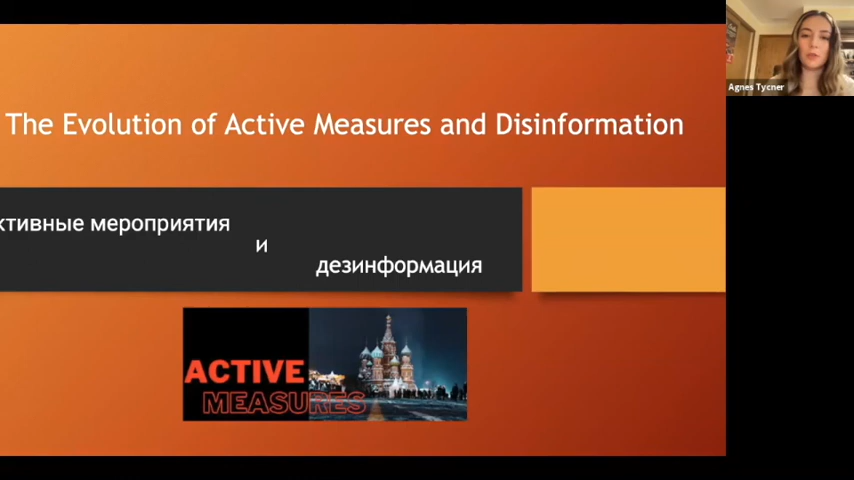 The Evolution of Active Measures and Disinformation
ктивные мероприятия
и
дезинформация
ACTIVE
MEASURES
Agnes Tycner